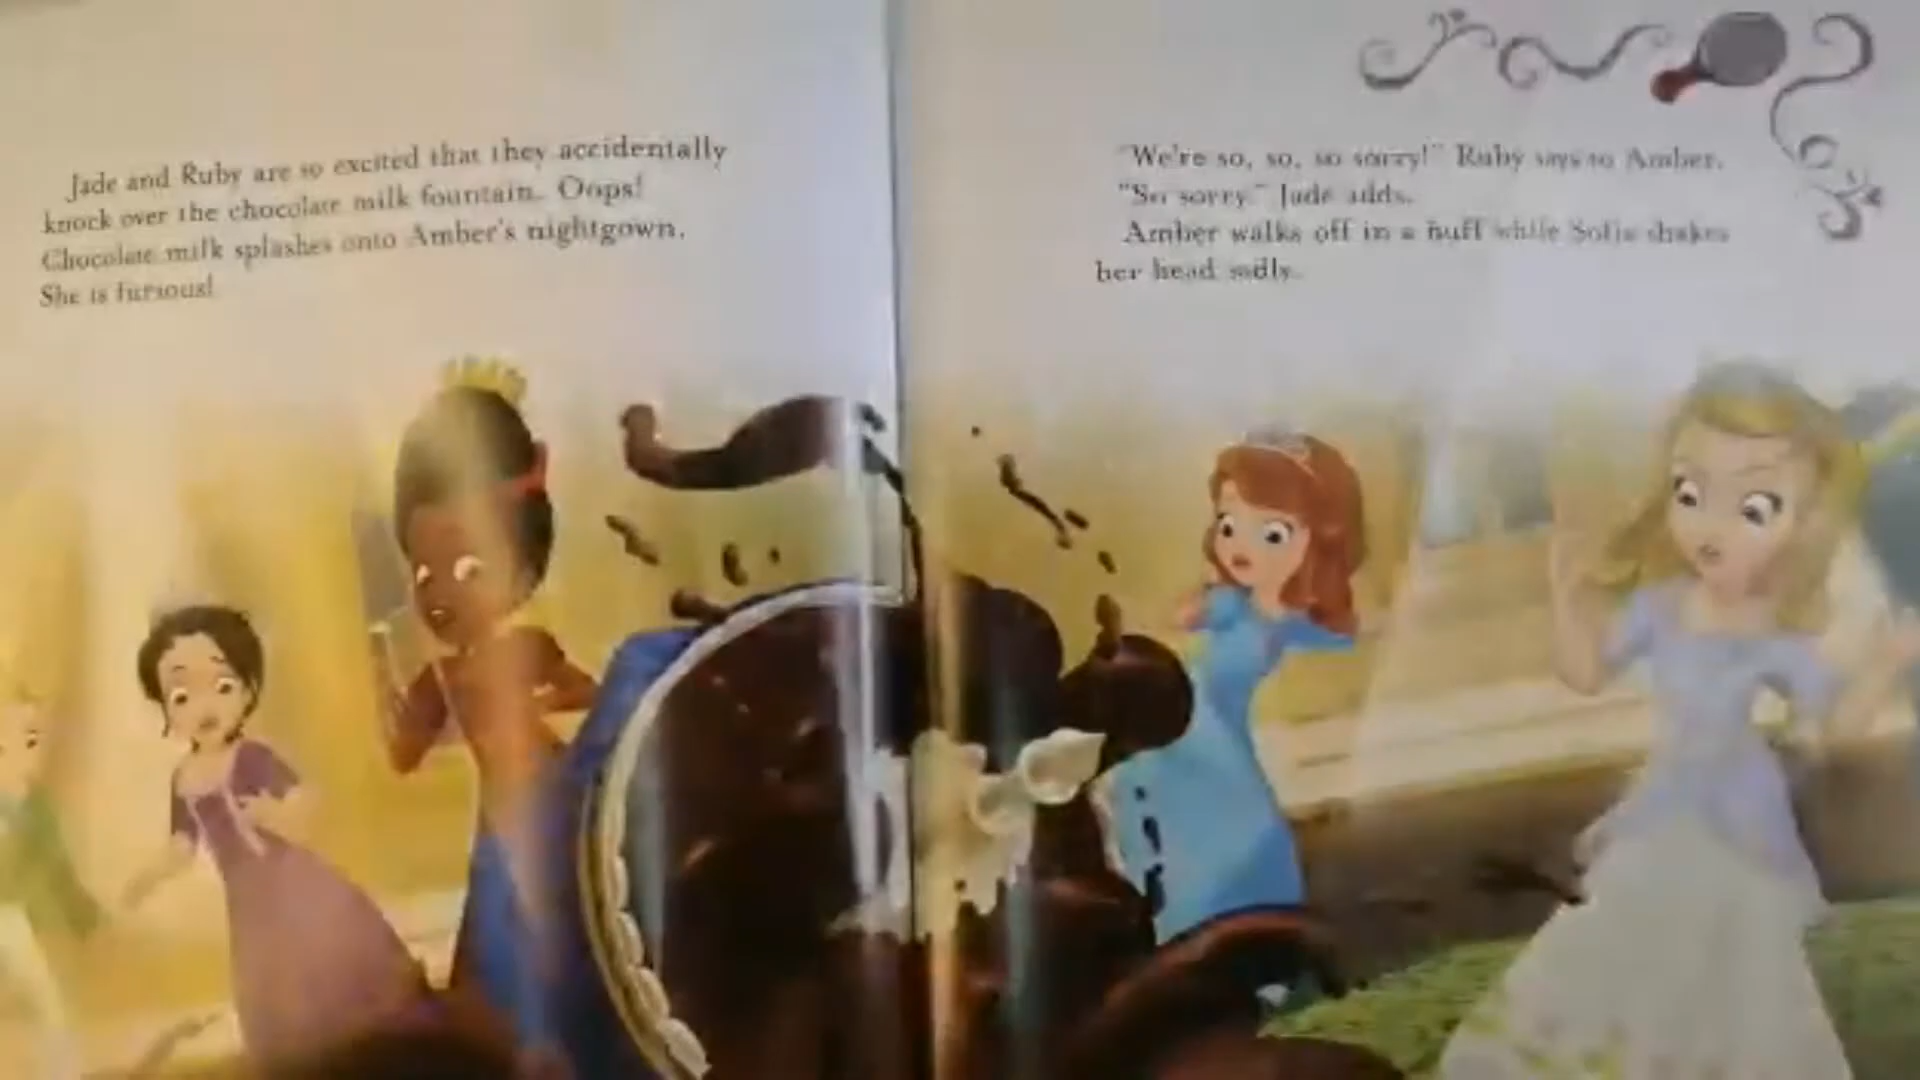 Jade and Ruby are so excited that they accidentally
knock over the chocolate milk fountain. Oops!
Chocolate milk splashes onto Amber's nightgown.
She is furious!
"We're so, so, so sorry!" Ruby says to Amber.
"So sorry." Jade adds.
Amber walks off in a huff while Sofia shakes
her head sadly.